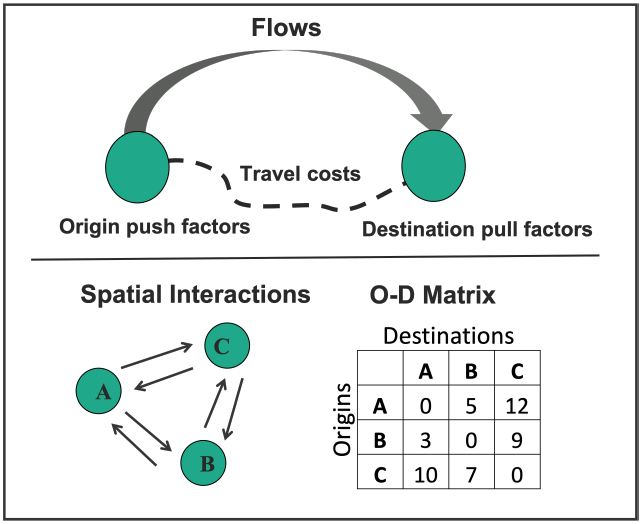 Flows
Travel costs
Origin push factors
Destination pull factors
Spatial Interactions
A
C
B
O-D Matrix
Destinations
Origins
A B C
A 0 5 12
B 3 0 9
C 10 7 0